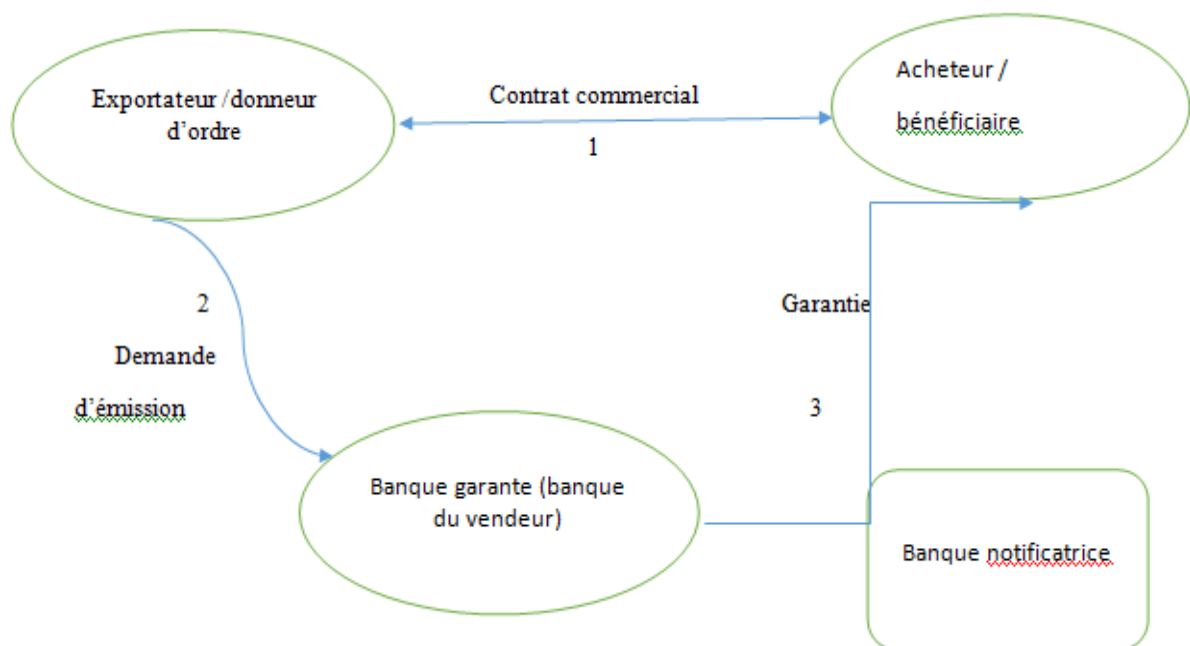 Exportateur /donneur
d'ordre
Contrat commercial
1
Acheteur /
bénéficiaire
2
Demande
d'émission
Garantie
3
Banque garante (banque
du vendeur)
Banque notificatrice